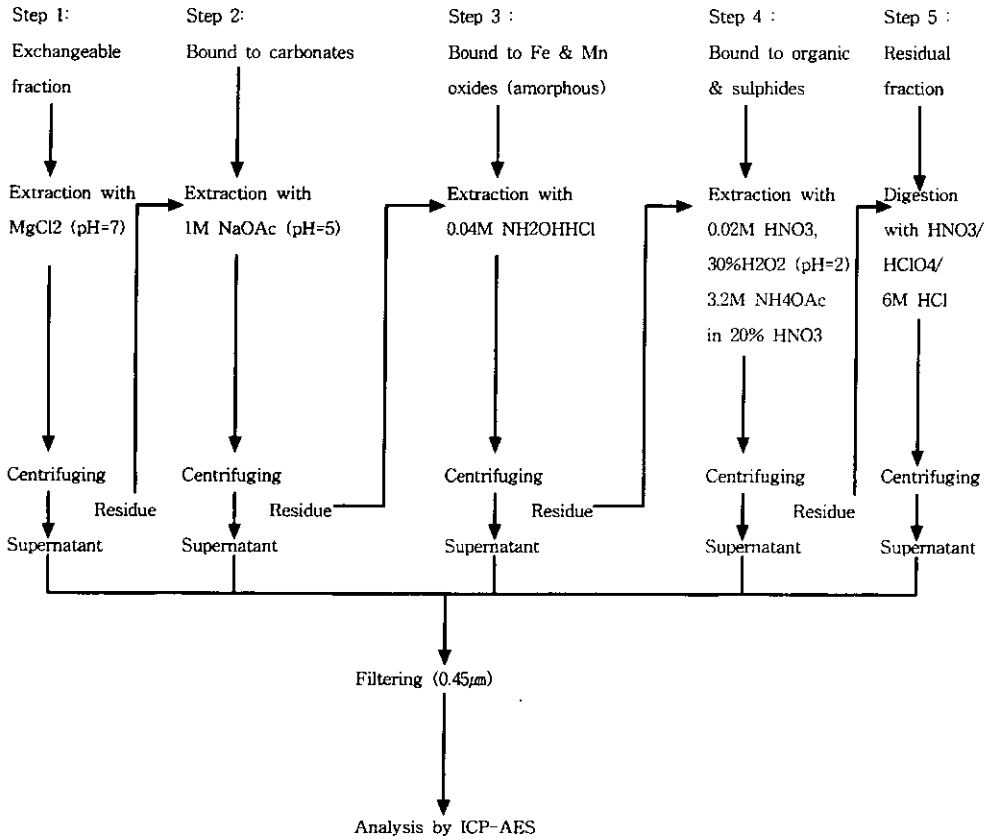 Step 1:
Exchangeable
fraction
Extraction with
MgCl2 (pH=7)
Centrifuging
Residue
Supernatant
Step 2:
Bound to carbonates
Extraction with
1M NaOAc (pH=5)
Centrifuging
Residue
Supernatant
Step 3 :
Bound to Fe & Mn
oxides (amorphous)
Extraction with
0.04M NH2OHHCl
Centrifuging
Residue
Supernatant
Step 4 :
Bound to organic
& sulphides
Extraction with
0.02M HNO3,
30%H2O2 (pH=2)
3.2M NH4OAc
in 20% HNO3
Centrifuging
Residue
Supernatant
Step 5 :
Residual
fraction
Digestion
with HNO3/
HClO4/
6M HCl
Centrifuging
Supernatant
Filtering (0.45㎛)
Analysis by ICP-AES